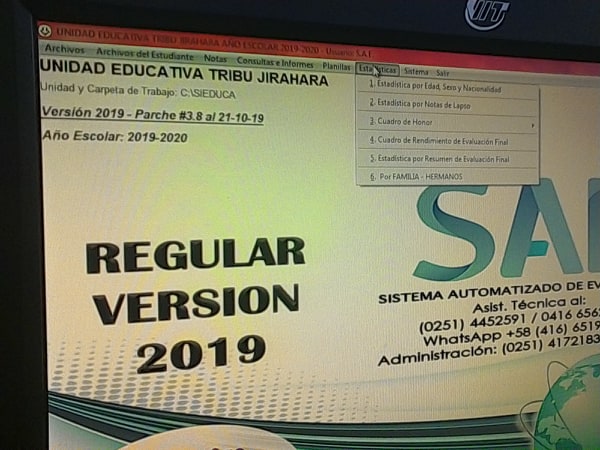 UNIDAD EDUCATIVA TRIBU JIRAHARA AÑO ESCOLAR 2019-2020 - Usuario: S.A.E.
Archivos Archivos del Estudiante Notas Consultas e Informes Planillas Estadísticas Sistema Salir
UNIDAD EDUCATIVA TRIBU JIRAHARA
Unidad y Carpeta de Trabajo: C:\SIEDUCA
Versión 2019 - Parche #3.8 al 21-10-19
Año Escolar: 2019-2020
1. Estadística por Edad, Sexo y Nacionalidad
2. Estadística por Notas de Lapso
3. Cuadro de Honor
4. Cuadro de Rendimiento de Evaluación Final
5. Estadística por Resumen de Evaluación Final
6. Por FAMILIA - HERMANOS
REGULAR
VERSION
2019
SA
SISTEMA AUTOMATIZADO DE EV
Asist. Técnica al:
(0251) 4452591 / 0416 656
WhatsApp +58 (416) 6519
Administración: (0251) 4172183